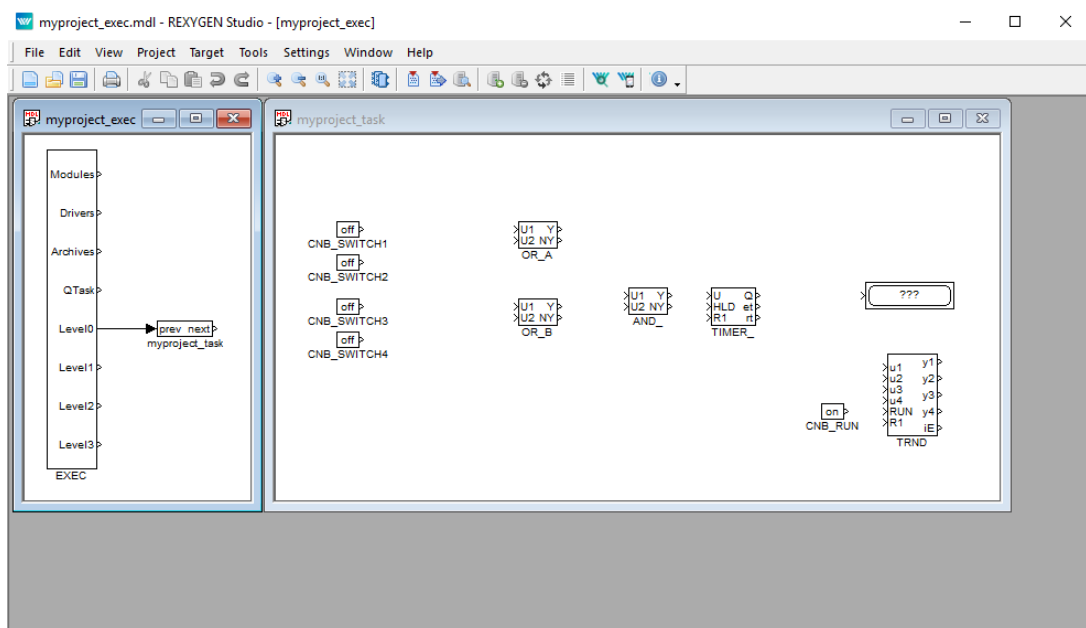 myproject_exec.mdl - REXYGEN Studio - [myproject_exec]
File Edit View Project Target Tools Settings Window Help
myproject_exec
Modules
Drivers
Archives
QTask
Level0
prev next
myproject_task
Level1
Level2
Level3
EXEC
myproject_task
off
CNB_SWITCH1
off
CNB_SWITCH2
off
CNB_SWITCH3
off
CNB_SWITCH4
U1 Y
U2 NY
OR_A
U1 Y
U2 NY
OR_B
U1 Y
U2 NY
AND_
U Q
HLD et
R1 rt
TIMER_
???
on
CNB_RUN
u1 y1
u2 y2
u3 y3
u4
RUN y4
R1 iE
TRND